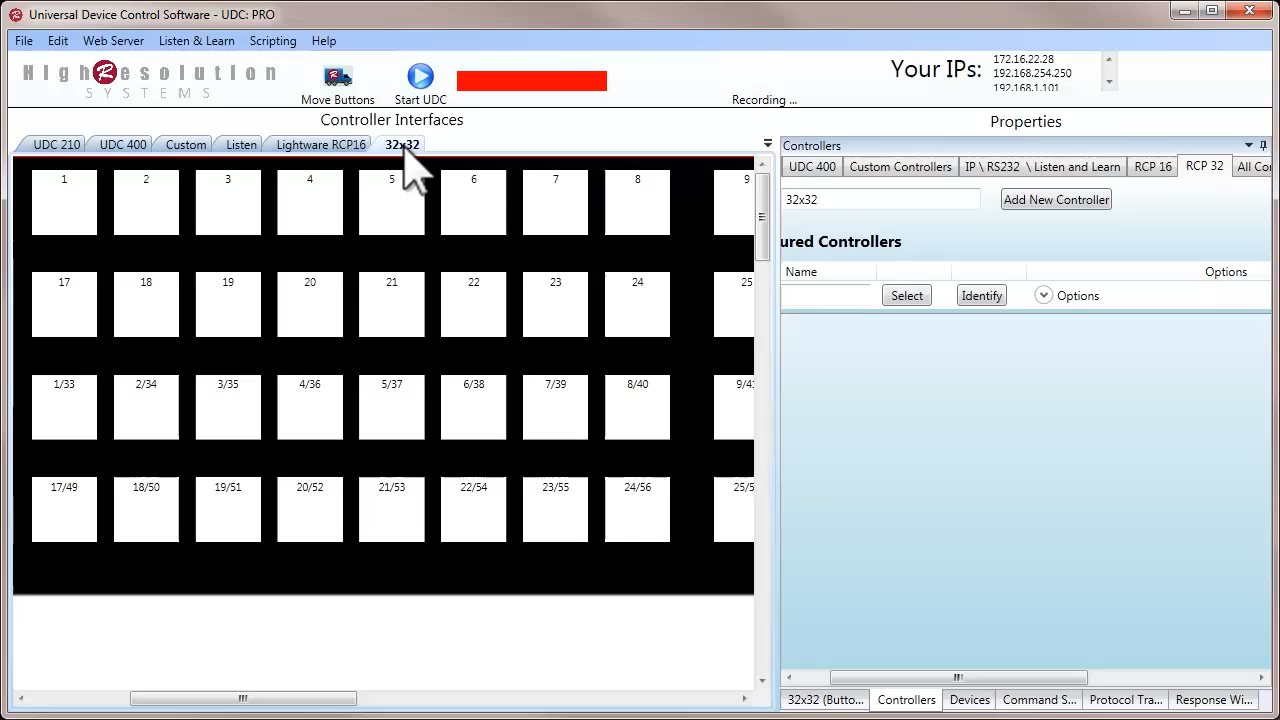 Universal Device Control Software - UDC: PRO
File Edit Web Server Listen & Learn Scripting Help
High Resolution
SYSTEMS
Move Buttons
Start UDC
Recording ...
Your IPs:
172.16.22.28
192.168.254.250
192.168.1.101
Controller Interfaces
UDC 21 UDC 400 Custom Listen Lightware RCP16 32x32
1 2 3 4 5 6 7 8 9
17 18 19 20 21 22 23 24 25
1/33 2/34 3/35 4/36 5/37 6/38 7/39 8/40
17/49 18/50 19/51 20/52 21/53 22/54 23/55 24/56
Properties
Controllers
UDC 400 Custom Controllers IP \ RS232 \ Listen and Learn RCP 16 RCP 32 All Co
32x32 Add New Controller
ured Controllers
Name Options
Select Identify Options
32x32 (Butto... Controllers Devices Command S... Protocol Tra... Response Wi...